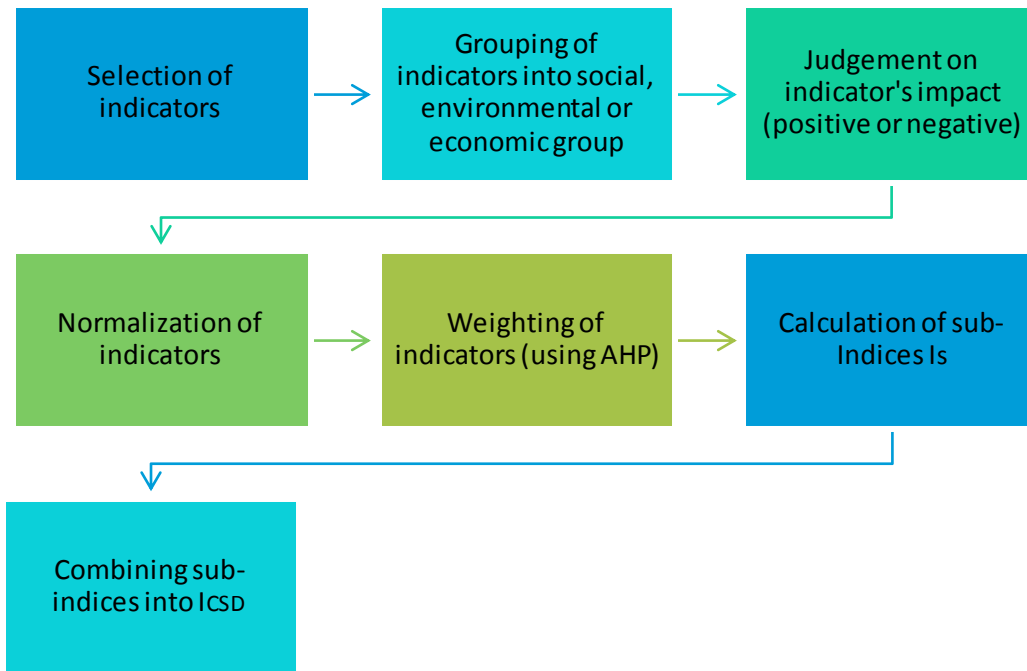 Selection of
indicators
Grouping of
indicators into social,
environmental or
economic group
Judgement on
indicator's impact
(positive or negative)
Normalization of
indicators
Weighting of
indicators (using AHP)
Calculation of sub-
Indices Is
Combining sub-
indices into ICSD